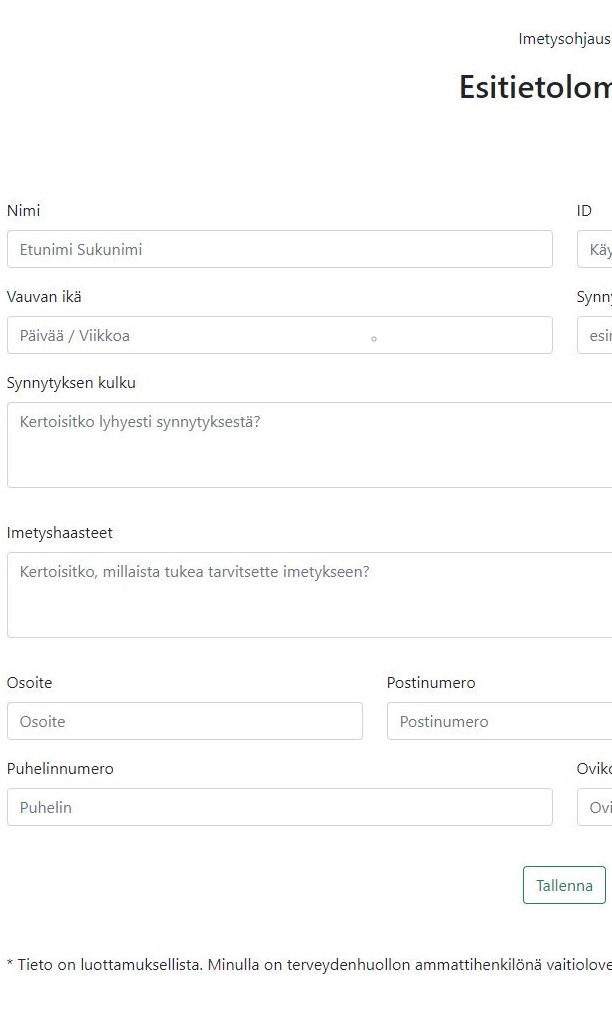 Imetysohjaus
Esitietolom
Nimi
ID
Etunimi Sukunimi
Käy
Vauvan ikä
Synny
Päivää / Viikkoa
esim
Synnytyksen kulku
Kertoisitko lyhyesti synnytyksestä?
Imetyshaasteet
Kertoisitko, millaista tukea tarvitsette imetykseen?
Osoite
Postinumero
Osoite
Postinumero
Puhelinnumero
Oviko
Puhelin
Ovi
Tallenna
* Tieto on luottamuksellista. Minulla on terveydenhuollon ammattihenkilönä vaitiolove